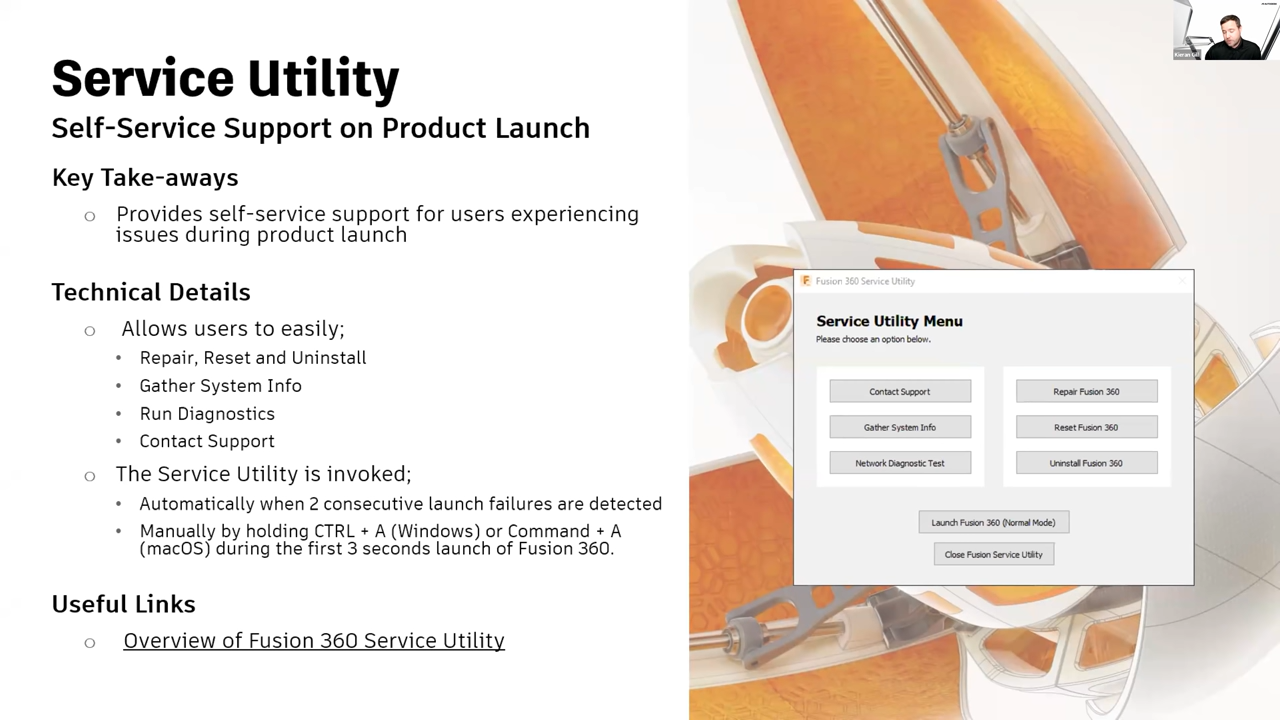 Service Utility
Self-Service Support on Product Launch
Key Take-aways
Provides self-service support for users experiencing
issues during product launch
Technical Details
Allows users to easily;
Repair, Reset and Uninstall
Gather System Info
Run Diagnostics
Contact Support
The Service Utility is invoked;
Automatically when 2 consecutive launch failures are detected
Manually by holding CTRL + A (Windows) or Command + A
(macOS) during the first 3 seconds launch of Fusion 360.
Useful Links
Overview of Fusion 360 Service Utility
Fusion 360 Service Utility
Service Utility Menu
Please choose an option below.
Contact Support
Repair Fusion 360
Gather System Info
Reset Fusion 360
Network Diagnostic Test
Uninstall Fusion 360
Launch Fusion 360 (Normal Mode)
Close Fusion Service Utility
Kieran